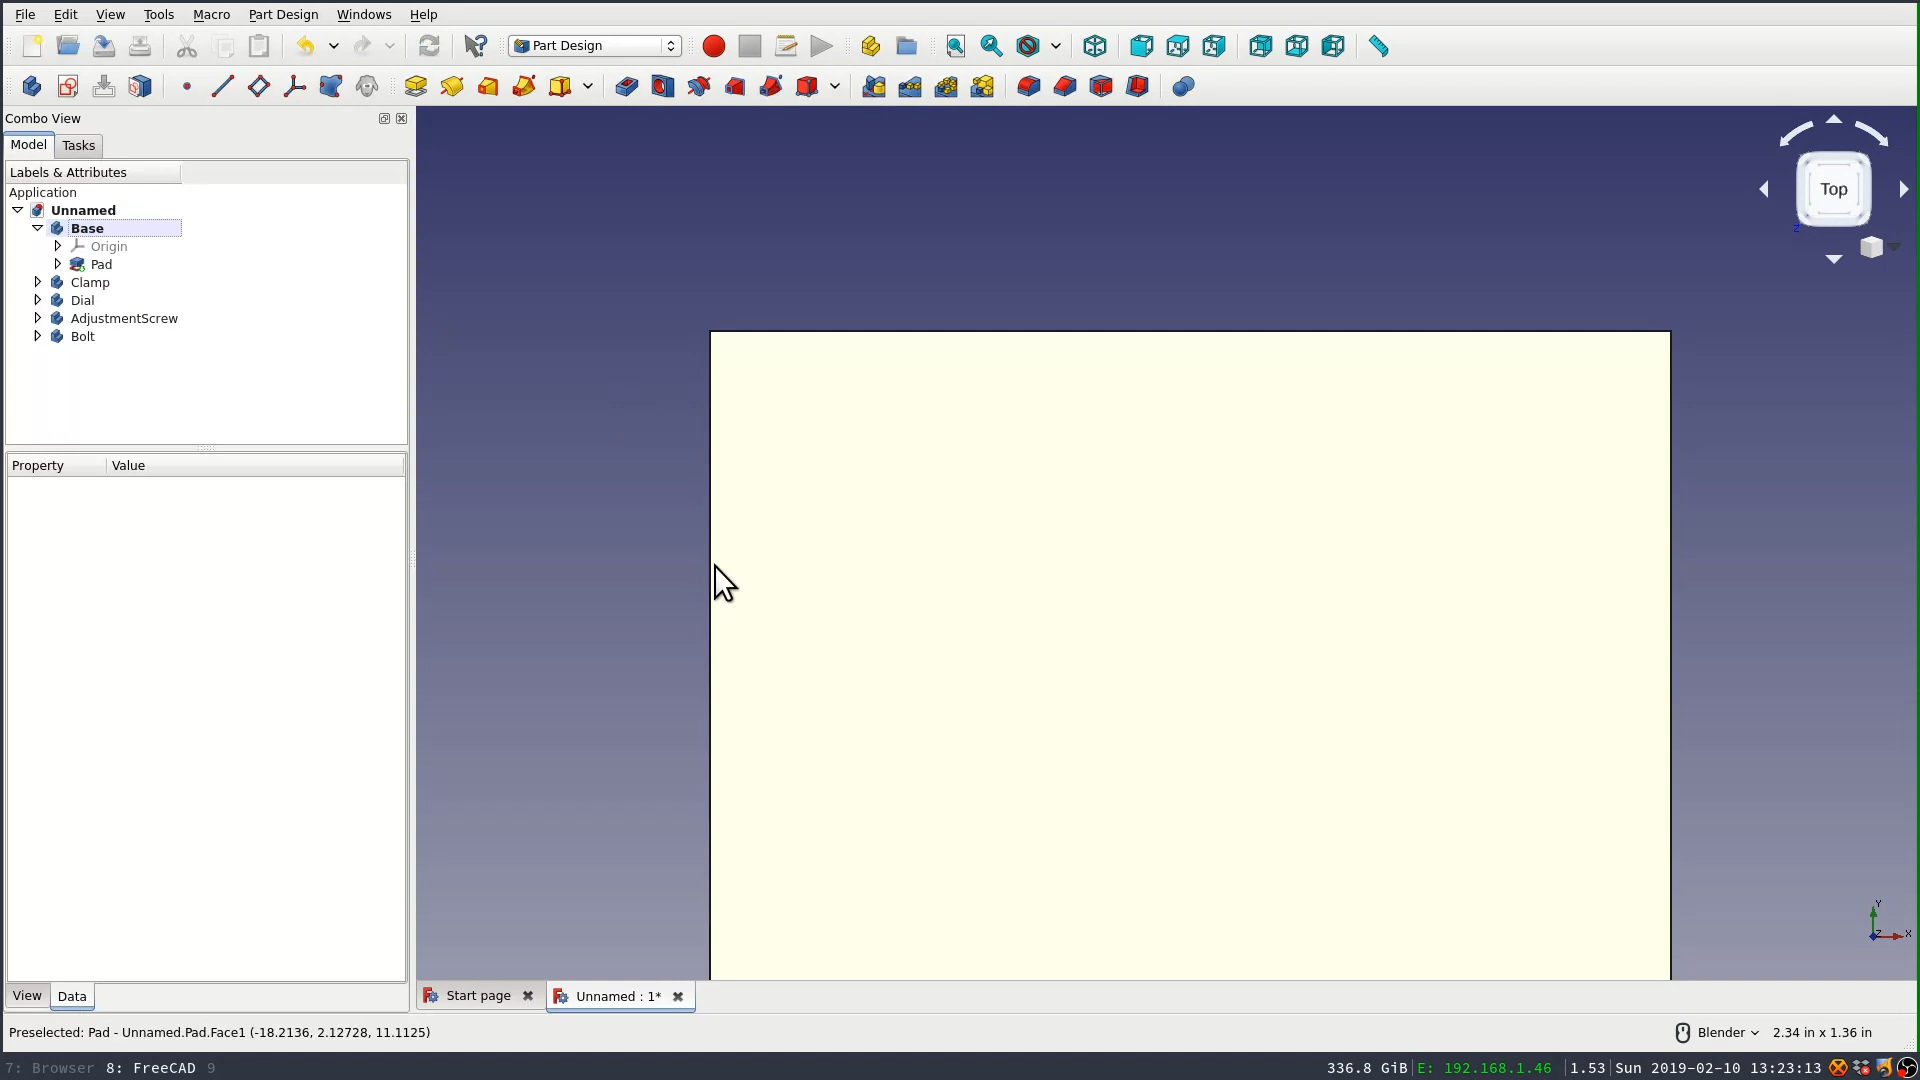 File Edit View Tools Macro Part Design Windows Help
Part Design
Combo View
Model Tasks
Labels & Attributes
Application
Unnamed
Base
Origin
Pad
Clamp
Dial
AdjustmentScrew
Bolt
Property Value
Top
Z
Y
Z X
View Data
Start page Unnamed : 1*
Preselected: Pad - Unnamed.Pad.Face1 (-18.2136, 2.12728, 11.1125) Blender 2.34 in x 1.36 in
7: Browser 8: FreeCAD 9 336.8 GiB E: 192.168.1.46 1.53 Sun 2019-02-10 13:23:13